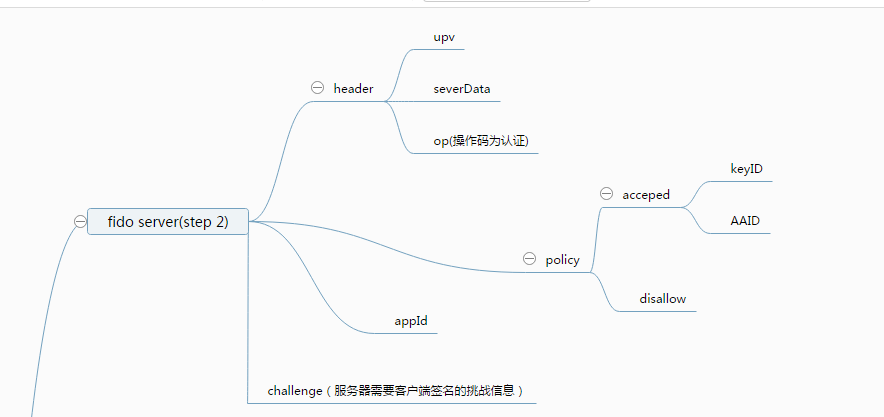 upv
header
severData
op(操作码为认证)
keyID
acceped
AAID
fido server(step 2)
policy
disallow
appId
challenge（服务器需要客户端签名的挑战信息）